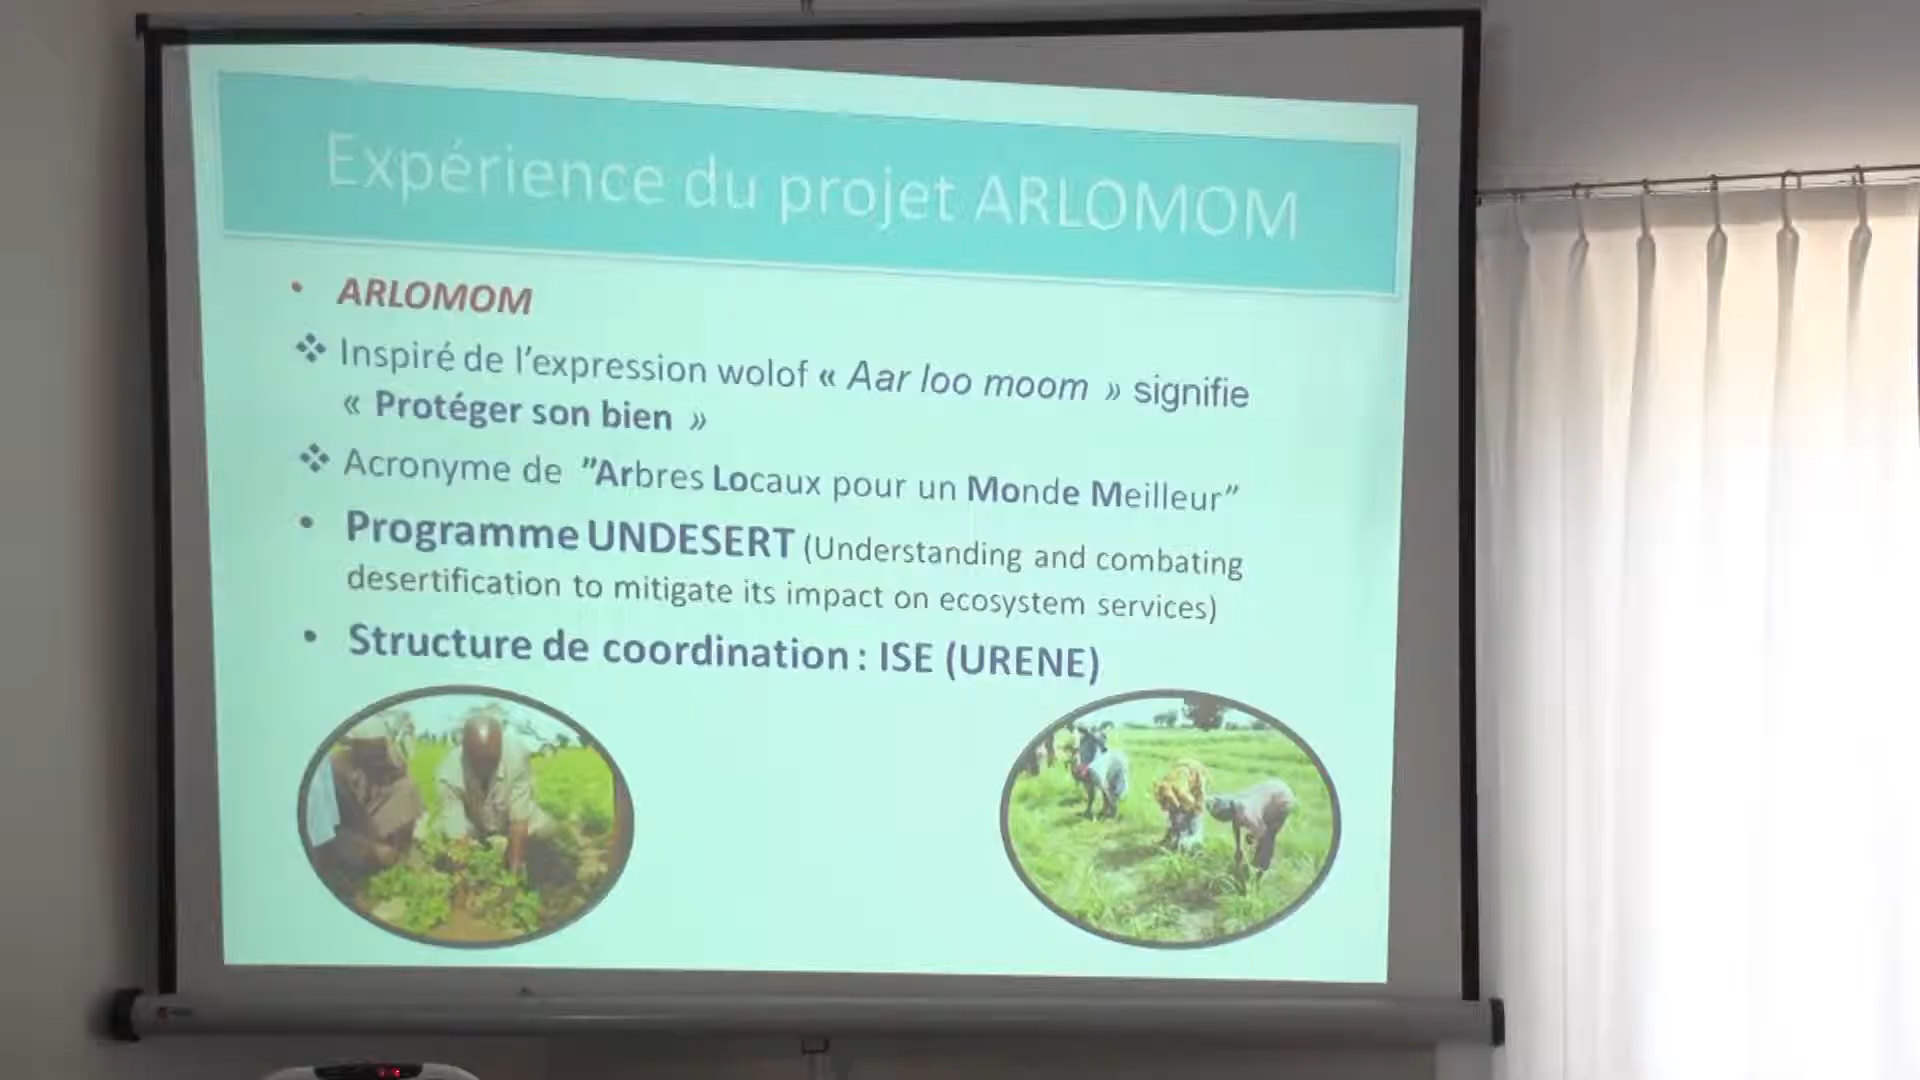 Expérience du projet ARLOMOM
• ARLOMOM
❖ Inspiré de l'expression wolof « Aar loo moom » signifie
« Protéger son bien »
❖ Acronyme de "Arbres Locaux pour un Monde Meilleur"
• Programme UNDESERT (Understanding and combating
desertification to mitigate its impact on ecosystem services)
• Structure de coordination : ISE (URENE)